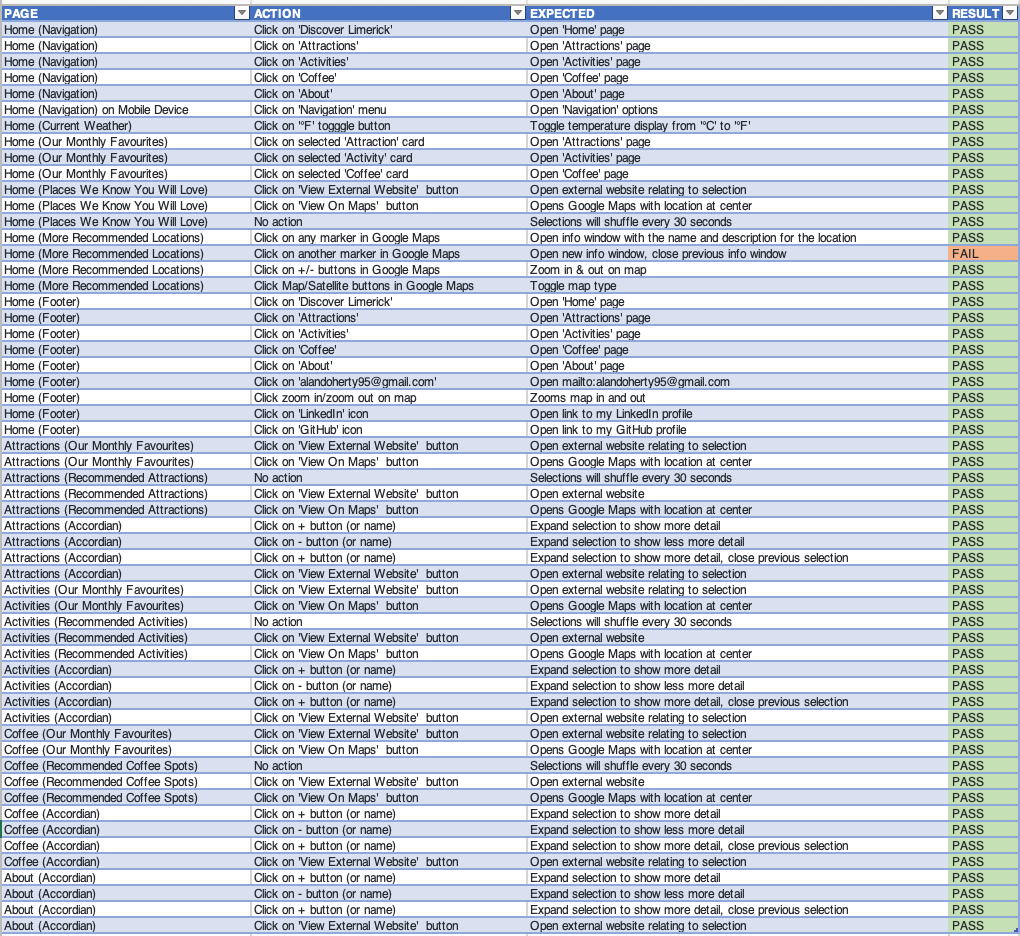 PAGE ACTION EXPECTED RESULT
Home (Navigation) Click on 'Discover Limerick' Open 'Home' page PASS
Home (Navigation) Click on 'Attractions' Open 'Attractions' page PASS
Home (Navigation) Click on 'Activities' Open 'Activities' page PASS
Home (Navigation) Click on 'Coffee' Open 'Coffee' page PASS
Home (Navigation) Click on 'About' Open 'About' page PASS
Home (Navigation) on Mobile Device Click on 'Navigation' menu Open 'Navigation' options PASS
Home (Current Weather) Click on '°F' togggle button Toggle temperature display from '°C' to '°F' PASS
Home (Our Monthly Favourites) Click on selected 'Attraction' card Open 'Attractions' page PASS
Home (Our Monthly Favourites) Click on selected 'Activity' card Open 'Activities' page PASS
Home (Our Monthly Favourites) Click on selected 'Coffee' card Open 'Coffee' page PASS
Home (Places We Know You Will Love) Click on 'View External Website' button Open external website relating to selection PASS
Home (Places We Know You Will Love) Click on 'View On Maps' button Opens Google Maps with location at center PASS
Home (Places We Know You Will Love) No action Selections will shuffle every 30 seconds PASS
Home (More Recommended Locations) Click on any marker in Google Maps Open info window with the name and description for the location PASS
Home (More Recommended Locations) Click on another marker in Google Maps Open new info window, close previous info window FAIL
Home (More Recommended Locations) Click on +/- buttons in Google Maps Zoom in & out on map PASS
Home (More Recommended Locations) Click Map/Satellite buttons in Google Maps Toggle map type PASS
Home (Footer) Click on 'Discover Limerick' Open 'Home' page PASS
Home (Footer) Click on 'Attractions' Open 'Attractions' page PASS
Home (Footer) Click on 'Activities' Open 'Activities' page PASS
Home (Footer) Click on 'Coffee' Open 'Coffee' page PASS
Home (Footer) Click on 'About' Open 'About' page PASS
Home (Footer) Click on 'alandoherty95@gmail.com' Open mailto:alandoherty95@gmail.com PASS
Home (Footer) Click zoom in/zoom out on map Zooms map in and out PASS
Home (Footer) Click on 'LinkedIn' icon Open link to my LinkedIn profile PASS
Home (Footer) Click on 'GitHub' icon Open link to my GitHub profile PASS
Attractions (Our Monthly Favourites) Click on 'View External Website' button Open external website relating to selection PASS
Attractions (Our Monthly Favourites) Click on 'View On Maps' button Opens Google Maps with location at center PASS
Attractions (Recommended Attractions) No action Selections will shuffle every 30 seconds PASS
Attractions (Recommended Attractions) Click on 'View External Website' button Open external website PASS
Attractions (Recommended Attractions) Click on 'View On Maps' button Opens Google Maps with location at center PASS
Attractions (Accordian) Click on + button (or name) Expand selection to show more detail PASS
Attractions (Accordian) Click on - button (or name) Expand selection to show less more detail PASS
Attractions (Accordian) Click on + button (or name) Expand selection to show more detail, close previous selection PASS
Attractions (Accordian) Click on 'View External Website' button Open external website relating to selection PASS
Activities (Our Monthly Favourites) Click on 'View External Website' button Open external website relating to selection PASS
Activities (Our Monthly Favourites) Click on 'View On Maps' button Opens Google Maps with location at center PASS
Activities (Recommended Activities) No action Selections will shuffle every 30 seconds PASS
Activities (Recommended Activities) Click on 'View External Website' button Open external website PASS
Activities (Recommended Activities) Click on 'View On Maps' button Opens Google Maps with location at center PASS
Activities (Accordian) Click on + button (or name) Expand selection to show more detail PASS
Activities (Accordian) Click on - button (or name) Expand selection to show less more detail PASS
Activities (Accordian) Click on + button (or name) Expand selection to show more detail, close previous selection PASS
Activities (Accordian) Click on 'View External Website' button Open external website relating to selection PASS
Coffee (Our Monthly Favourites) Click on 'View External Website' button Open external website relating to selection PASS
Coffee (Our Monthly Favourites) Click on 'View On Maps' button Opens Google Maps with location at center PASS
Coffee (Recommended Coffee Spots) No action Selections will shuffle every 30 seconds PASS
Coffee (Recommended Coffee Spots) Click on 'View External Website' button Open external website PASS
Coffee (Recommended Coffee Spots) Click on 'View On Maps' button Opens Google Maps with location at center PASS
Coffee (Accordian) Click on + button (or name) Expand selection to show more detail PASS
Coffee (Accordian) Click on - button (or name) Expand selection to show less more detail PASS
Coffee (Accordian) Click on + button (or name) Expand selection to show more detail, close previous selection PASS
Coffee (Accordian) Click on 'View External Website' button Open external website relating to selection PASS
About (Accordian) Click on + button (or name) Expand selection to show more detail PASS
About (Accordian) Click on - button (or name) Expand selection to show less more detail PASS
About (Accordian) Click on + button (or name) Expand selection to show more detail, close previous selection PASS
About (Accordian) Click on 'View External Website' button Open external website relating to selection PASS